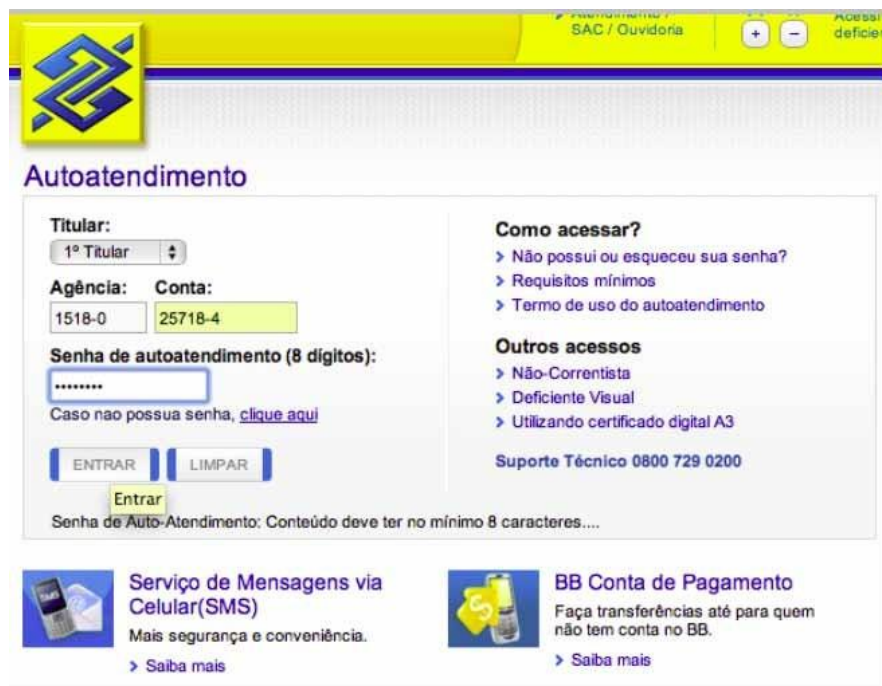 SAC / Ouvidoria
+ −
Autoatendimento
Titular:
1º Titular
Agência: Conta:
1518-0 25718-4
Senha de autoatendimento (8 dígitos):
••••••••
Caso nao possua senha, clique aqui
ENTRAR LIMPAR
Entrar
Senha de Auto-Atendimento: Conteúdo deve ter no mínimo 8 caracteres....
Como acessar?
Não possui ou esqueceu sua senha?
Requisitos mínimos
Termo de uso do autoatendimento
Outros acessos
Não-Correntista
Deficiente Visual
Utilizando certificado digital A3
Suporte Técnico 0800 729 0200
SMS
Serviço de Mensagens via
Celular(SMS)
Mais segurança e conveniência.
Saiba mais
BB Conta de Pagamento
Faça transferências até para quem
não tem conta no BB.
Saiba mais